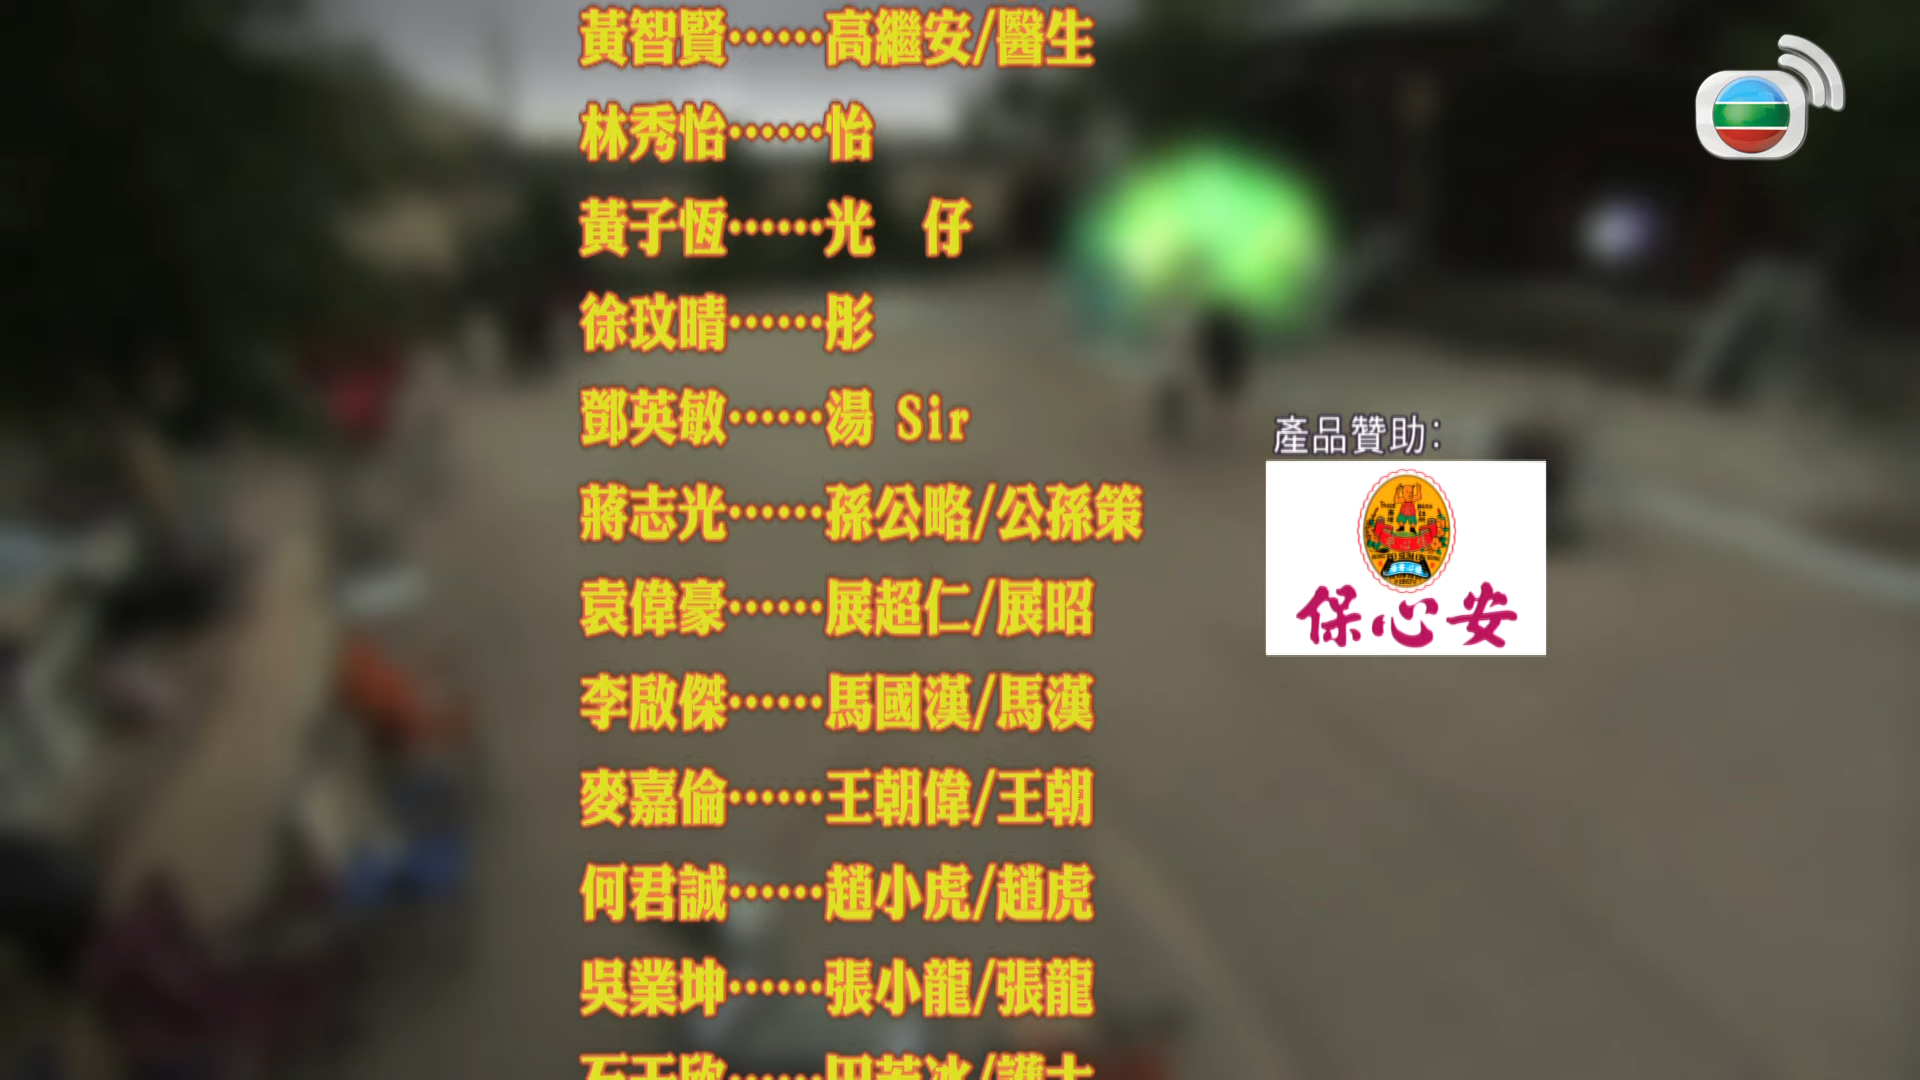 黃智賢……高繼安/醫生
林秀怡……怡
黃子恆……光　仔
徐玟晴……彤
鄧英敏……湯 Sir
蔣志光……孫公略/公孫策
袁偉豪……展超仁/展昭
李啟傑……馬國漢/馬漢
麥嘉倫……王朝偉/王朝
何君誠……趙小虎/趙虎
吳業坤……張小龍/張龍
產品贊助：
PO SUM ON
保心安